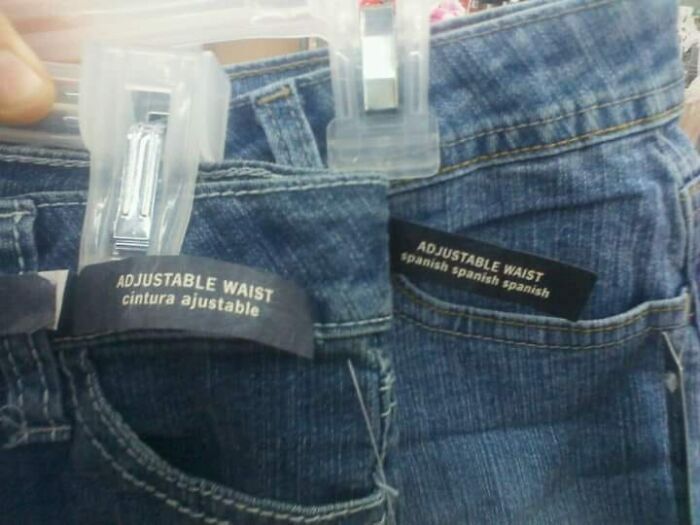 ADJUSTABLE WAIST
cintura ajustable
ADJUSTABLE WAIST
spanish spanish spanish